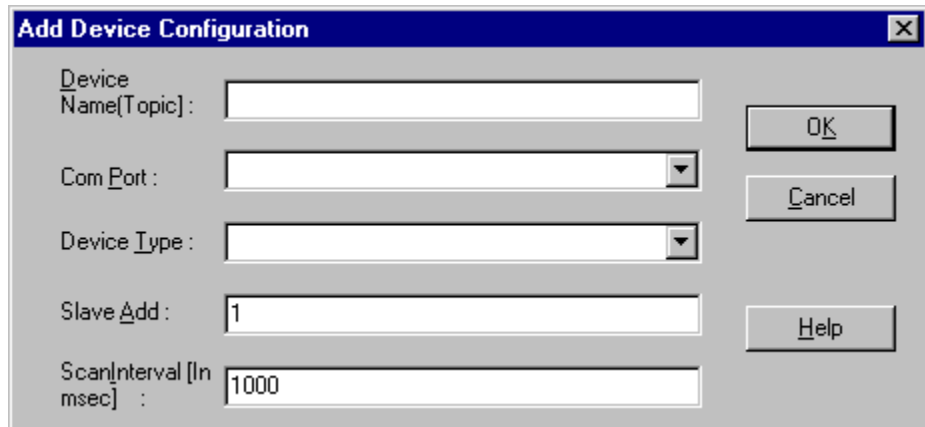 Add Device Configuration
Device
Name(Topic] :
OK
Com Port :
Cancel
Device Type :
Slave Add :
1
Help
ScanInterval [In
msec] :
1000